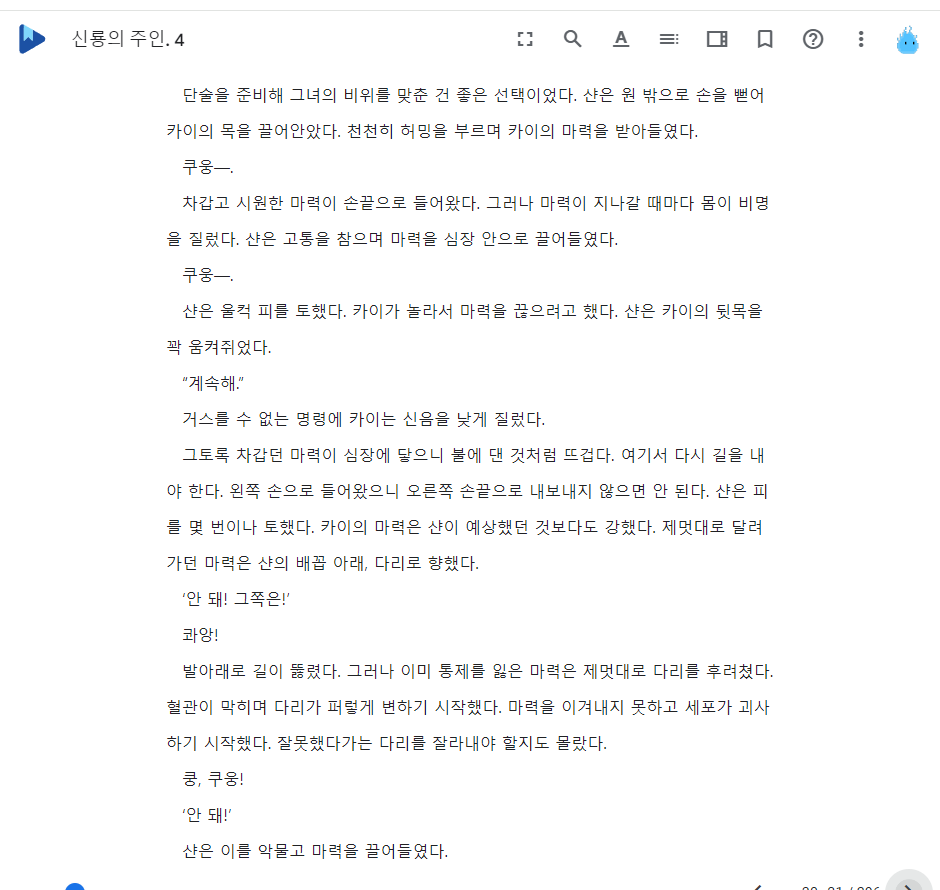 신룡의 주인. 4
단술을 준비해 그녀의 비위를 맞춘 건 좋은 선택이었다. 샨은 원 밖으로 손을 뻗어
카이의 목을 끌어안았다. 천천히 허밍을 부르며 카이의 마력을 받아들였다.
쿠웅—.
차갑고 시원한 마력이 손끝으로 들어왔다. 그러나 마력이 지나갈 때마다 몸이 비명
을 질렀다. 샨은 고통을 참으며 마력을 심장 안으로 끌어들였다.
쿠웅—.
샨은 울컥 피를 토했다. 카이가 놀라서 마력을 끊으려고 했다. 샨은 카이의 뒷목을
꽉 움켜쥐었다.
“계속해.”
거스를 수 없는 명령에 카이는 신음을 낮게 질렀다.
그토록 차갑던 마력이 심장에 닿으니 불에 댄 것처럼 뜨겁다. 여기서 다시 길을 내
야 한다. 왼쪽 손으로 들어왔으니 오른쪽 손끝으로 내보내지 않으면 안 된다. 샨은 피
를 몇 번이나 토했다. 카이의 마력은 샨이 예상했던 것보다도 강했다. 제멋대로 달려
가던 마력은 샨의 배꼽 아래, 다리로 향했다.
‘안 돼! 그쪽은!’
콰앙!
발아래로 길이 뚫렸다. 그러나 이미 통제를 잃은 마력은 제멋대로 다리를 후려쳤다.
혈관이 막히며 다리가 퍼렇게 변하기 시작했다. 마력을 이겨내지 못하고 세포가 괴사
하기 시작했다. 잘못했다가는 다리를 잘라내야 할지도 몰랐다.
쿵, 쿠웅!
‘안 돼!’
샨은 이를 악물고 마력을 끌어들였다.